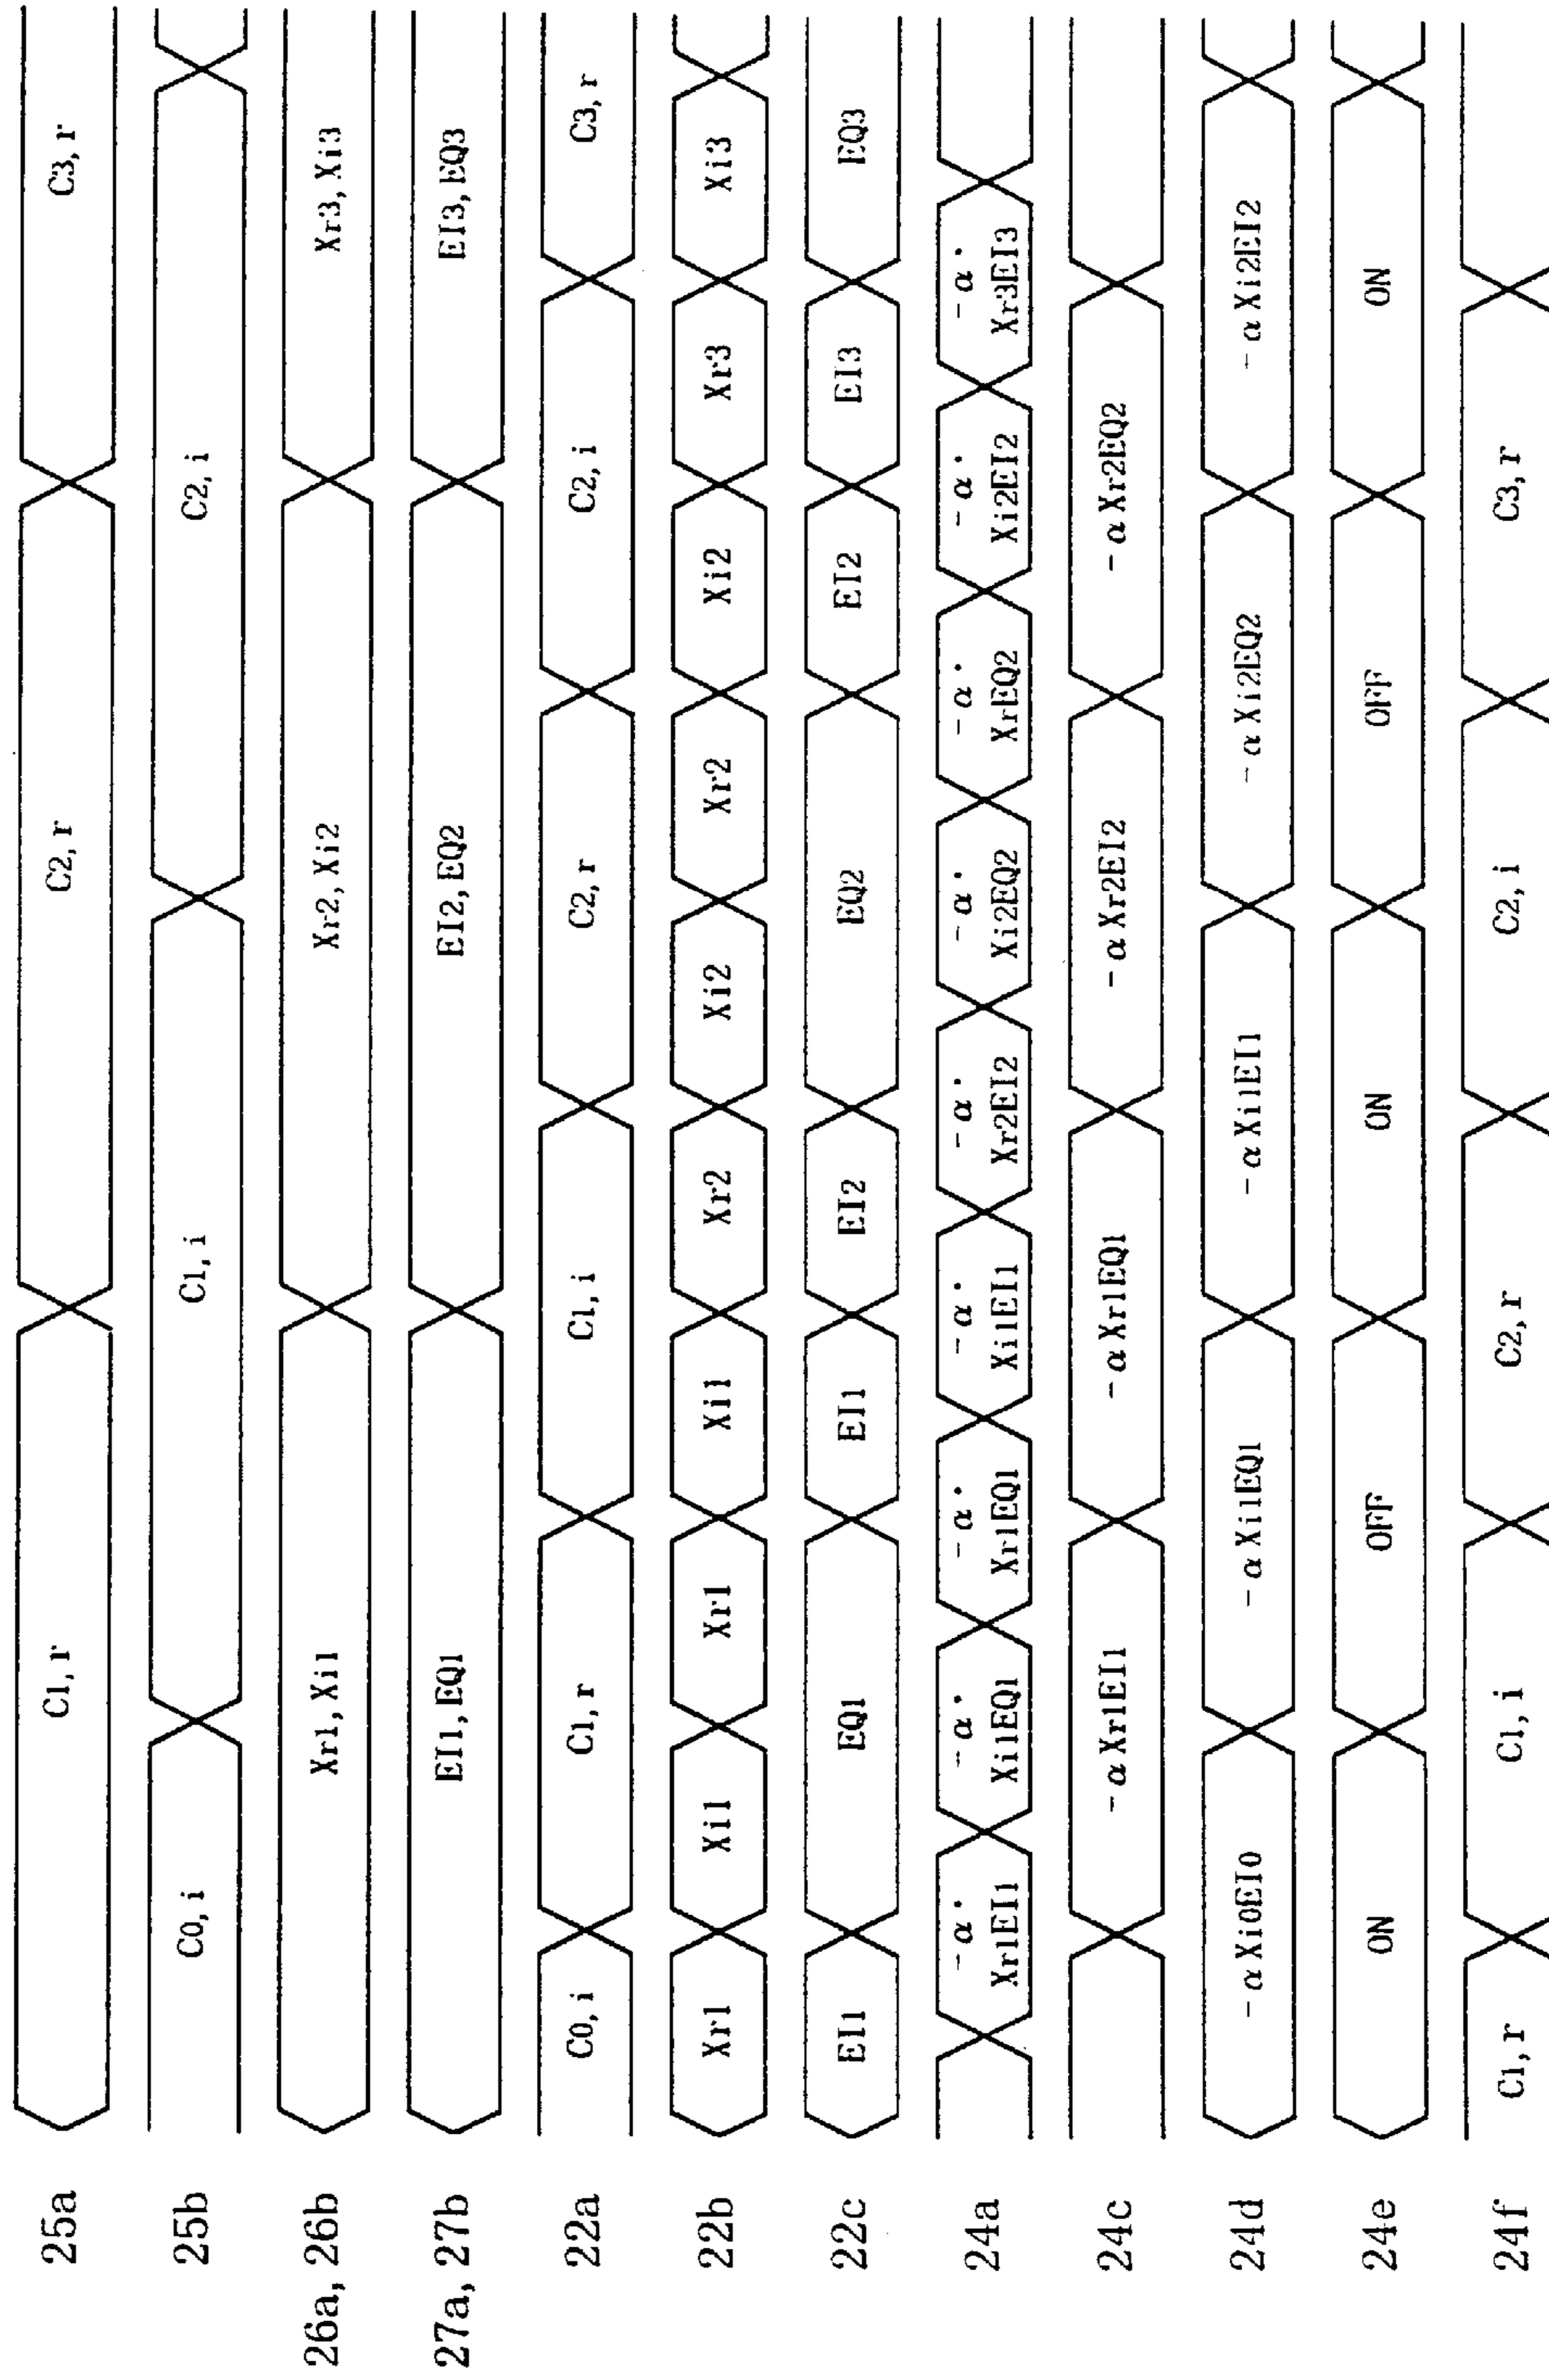 25a C1, r C2, r C3, r
25b C0, i C1, i C2, i
26a, 26b Xr1, Xi1 Xr2, Xi2 Xr3, Xi3
27a, 27b EI1, EQ1 EI2, EQ2 EI3, EQ3
22a C0, i C1, r C1, i C2, r C2, i C3, r
22b Xr1 Xi1 Xr1 Xi1 Xr2 Xi2 Xr2 Xi2 Xr3 Xi3
22c EI1 EQ1 EI1 EI2 EQ2 EI2 EI3 EQ3
24a -α· Xr1EI1 -α· Xi1EQ1 -α· Xr1EQ1 -α· Xi1EI1 -α· Xr2EI2 -α· Xi2EQ2 -α· XrEQ2 -α· Xi2EI2 -α· Xr3EI3
24c -αXr1EI1 -αXr1EQ1 -αXr2EI2 -αXr2EQ2
24d -αXi0EI0 -αXi1EQ1 -αXi1EI1 -αXi2EQ2 -αXi2EI2
24e ON OFF ON OFF ON
24f C1, r C1, i C2, r C2, i C3, r